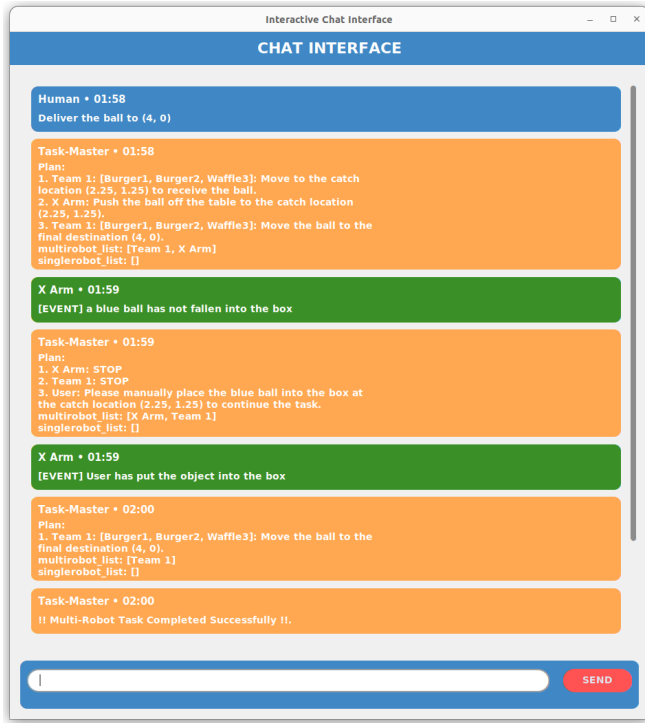 Interactive Chat Interface
CHAT INTERFACE
Human • 01:58
Deliver the ball to (4, 0)
Task-Master • 01:58
Plan:
1. Team 1: [Burger1, Burger2, Waffle3]: Move to the catch
location (2.25, 1.25) to receive the ball.
2. X Arm: Push the ball off the table to the catch location
(2.25, 1.25).
3. Team 1: [Burger1, Burger2, Waffle3]: Move the ball to the
final destination (4, 0).
multirobot_list: [Team 1, X Arm]
singlerobot_list: []
X Arm • 01:59
[EVENT] a blue ball has not fallen into the box
Task-Master • 01:59
Plan:
1. X Arm: STOP
2. Team 1: STOP
3. User: Please manually place the blue ball into the box at
the catch location (2.25, 1.25) to continue the task.
multirobot_list: [X Arm, Team 1]
singlerobot_list: []
X Arm • 01:59
[EVENT] User has put the object into the box
Task-Master • 02:00
Plan:
1. Team 1: [Burger1, Burger2, Waffle3]: Move the ball to the
final destination (4, 0).
multirobot_list: [Team 1]
singlerobot_list: []
Task-Master • 02:00
!! Multi-Robot Task Completed Successfully !!.
SEND